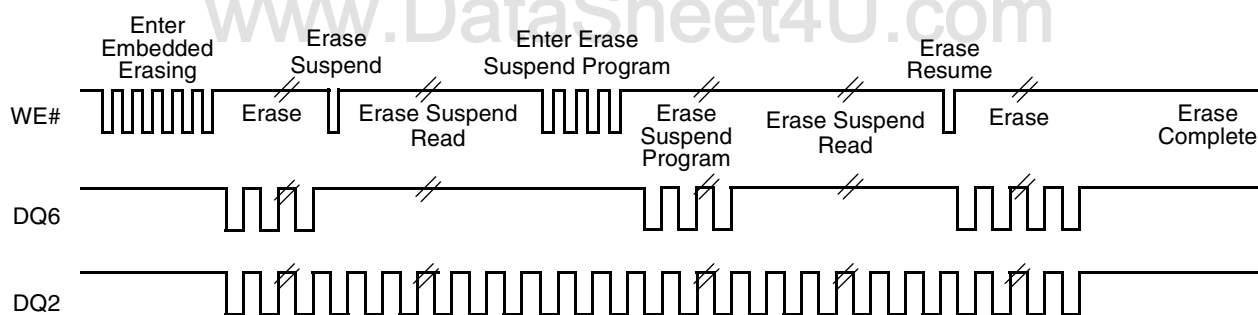 www.DataSheet4U.com
Enter
Embedded
Erasing
Erase
Suspend
Enter Erase
Suspend Program
Erase
Resume
WE#
Erase
Erase Suspend
Read
Erase
Suspend
Program
Erase Suspend
Read
Erase
Erase
Complete
DQ6
DQ2